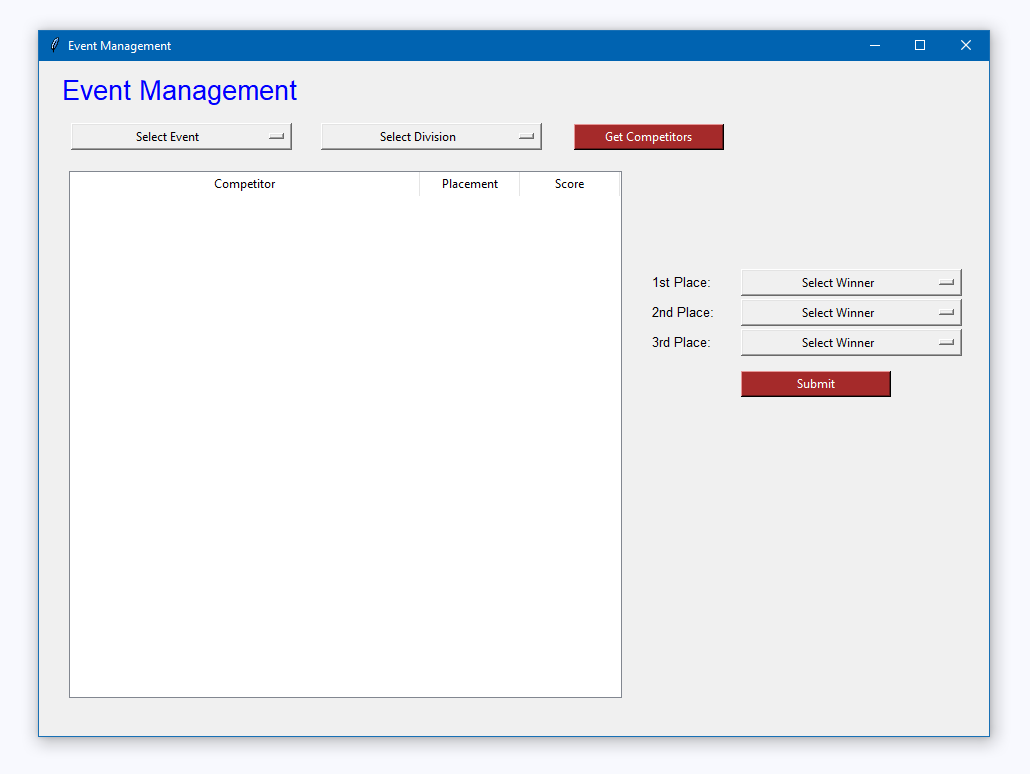 Event Management
Event Management
Select Event Select Division Get Competitors
Competitor Placement Score
1st Place: Select Winner
2nd Place: Select Winner
3rd Place: Select Winner
Submit